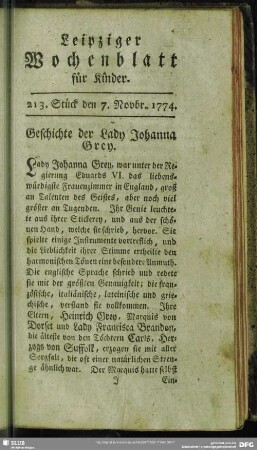 Leipziger
Wochenblatt
für Kinder.
213. Stück den 7. Novbr. 1774.
Geschichte der Lady Johanna
Grey.
Lady Johanna Grey, war unter der Re-
gierung Eduards VI. das liebens-
würdigste Frauenzimmer in England, groß
an Talenten des Geistes, aber noch viel
größer an Tugenden. Ihr Genie leuchte-
te aus ihrer Stickerey, und aus der schö-
nen Hand, welche sie schrieb, hervor. Sie
spielte einige Instrumente vortreflich, und
die Lieblichkeit ihrer Stimme ertheilte den
harmonischen Tönen eine besondere Anmuth.
Die englische Sprache schrieb und redete
sie mit der größten Genauigkeit; die fran-
zösische, italiänische, lateinische und grie-
chische, verstand sie vollkommen. Ihre
Eltern, Heinrich Grey, Marquis von
Dorset und Lady Francisca Brandon,
die älteste von den Töchtern Carls, Her-
zogs von Suffolk, erzogen sie mit aller
Sorgfalt, die oft einer natürlichen Stren-
ge ähnlich war. Der Marquis hatte selbst
J Ein-
SLUB
DFG